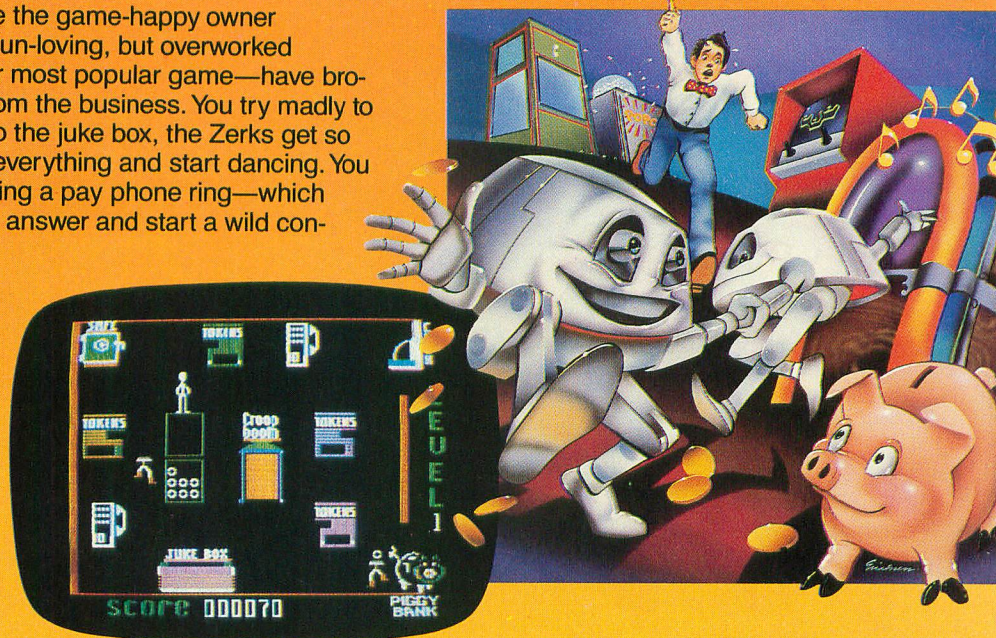 e the game-happy owner
un-loving, but overworked
r most popular game—have bro-
om the business. You try madly to
o the juke box, the Zerks get so
everything and start dancing. You
ing a pay phone ring—which
answer and start a wild con-
SAFE
TOKENS
TOKENS
Croop
Doom
TOKENS
TOKENS
L
E
V
E
L
1
JUKE BOX
score 000070
PIGGY
BANK